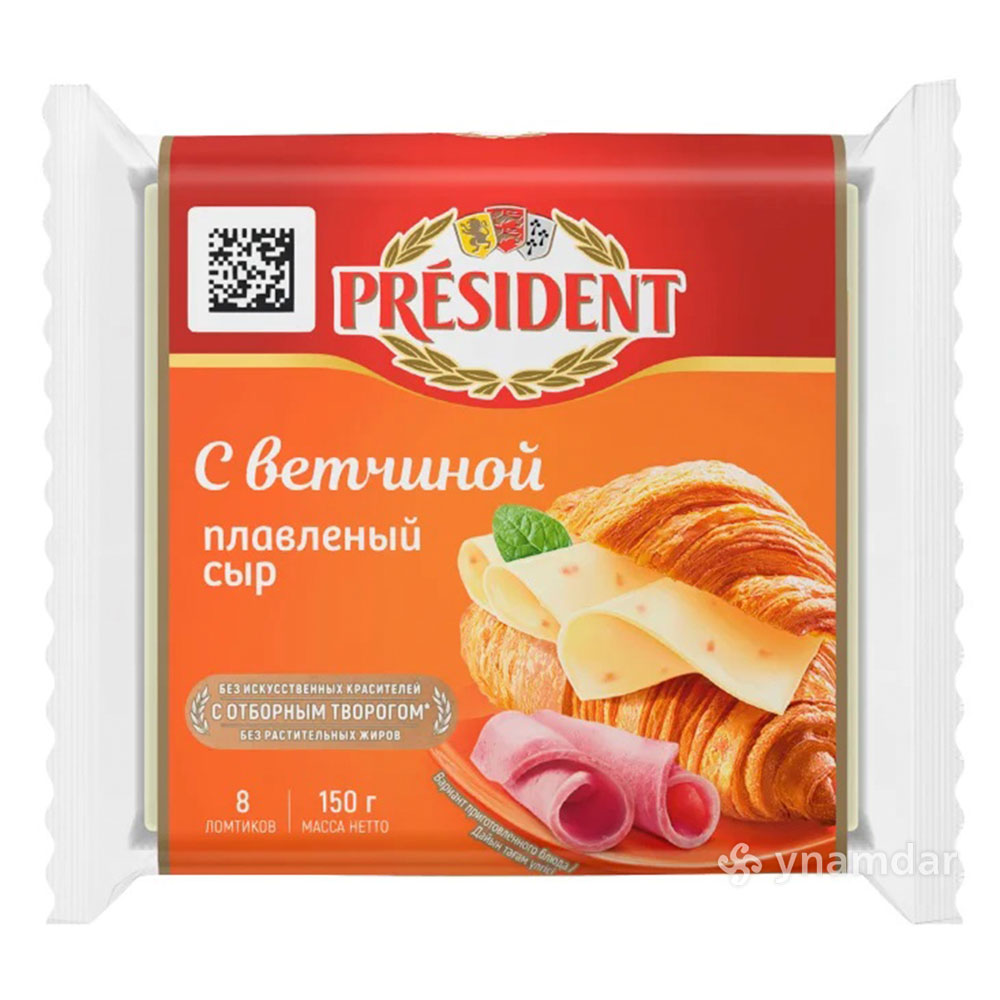 PRÉSIDENT
С ветчиной
плавленый
сыр
БЕЗ ИСКУССТВЕННЫХ КРАСИТЕЛЕЙ
С ОТБОРНЫМ ТВОРОГОМ*
БЕЗ РАСТИТЕЛЬНЫХ ЖИРОВ
8
ЛОМТИКОВ
150 г
МАССА НЕТТО
Вариант приготовленного блюда /
Дайын тағам үлгісі
ynamdar